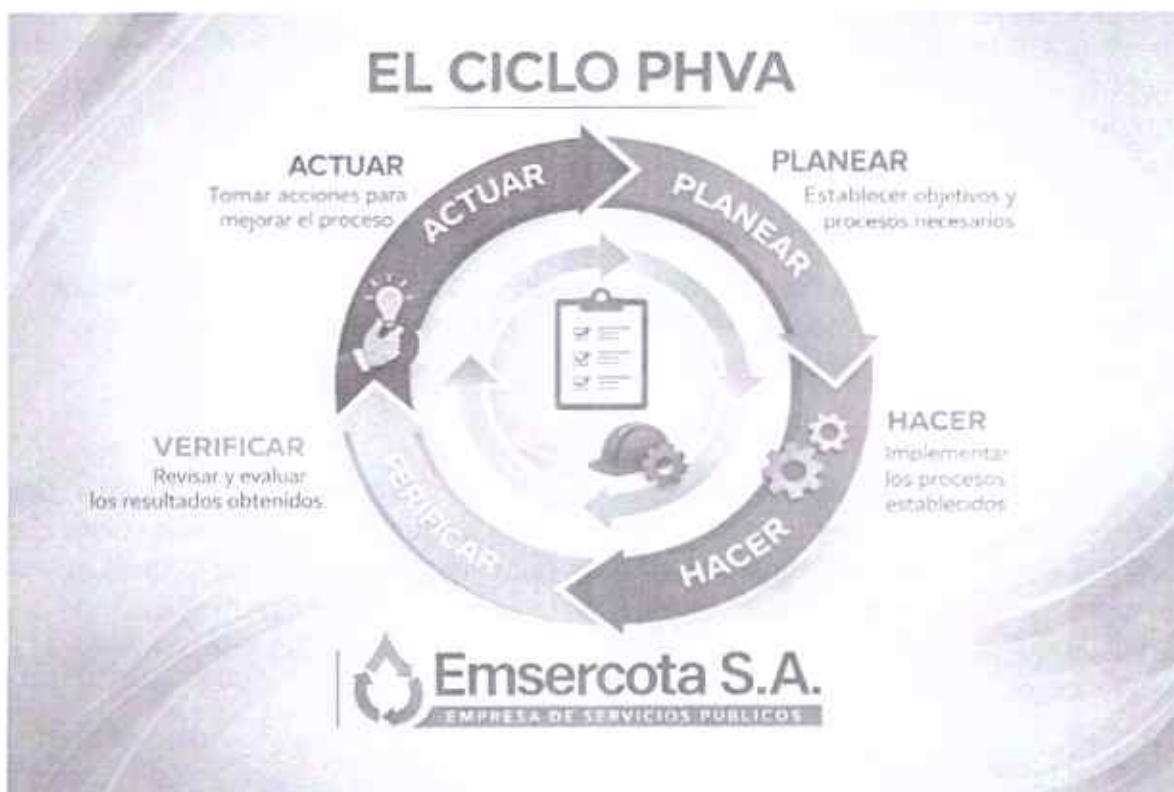 EL CICLO PHVA
ACTUAR
Tomar acciones para
mejorar el proceso
PLANEAR
Establecer objetivos y
procesos necesarios
ACTUAR
PLANEAR
HACER
Implementar
los procesos
establecidos
VERIFICAR
Revisar y evaluar
los resultados obtenidos.
FERIFICAR
HACER
Emsercota S.A.
EMPRESA DE SERVICIOS PUBLICOS